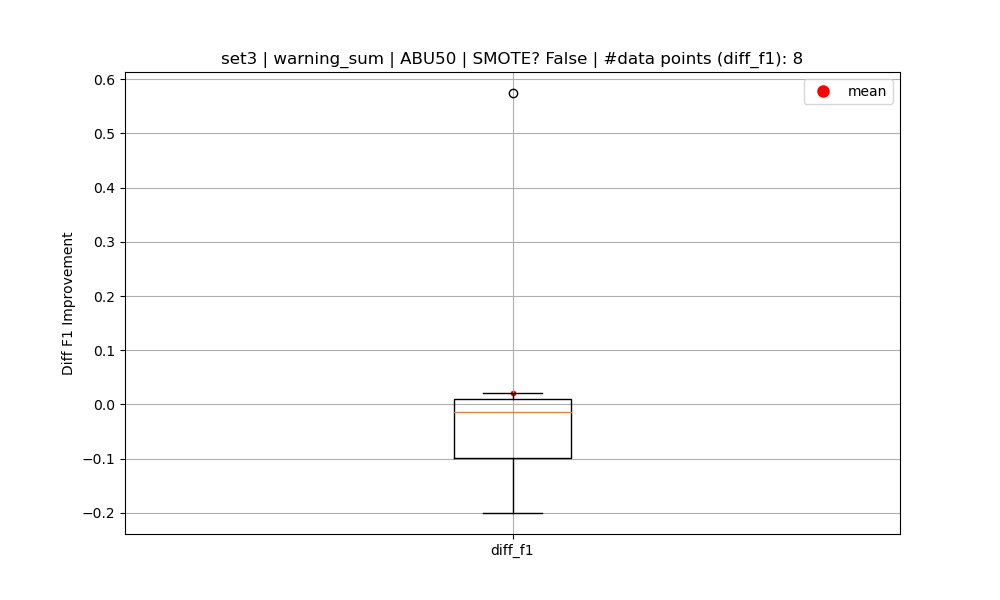 set3 | warning_sum | ABU50 | SMOTE? False | #data points (diff_f1): 8
mean
Diff F1 Improvement
0.6
0.5
0.4
0.3
0.2
0.1
0.0
−0.1
−0.2
diff_f1